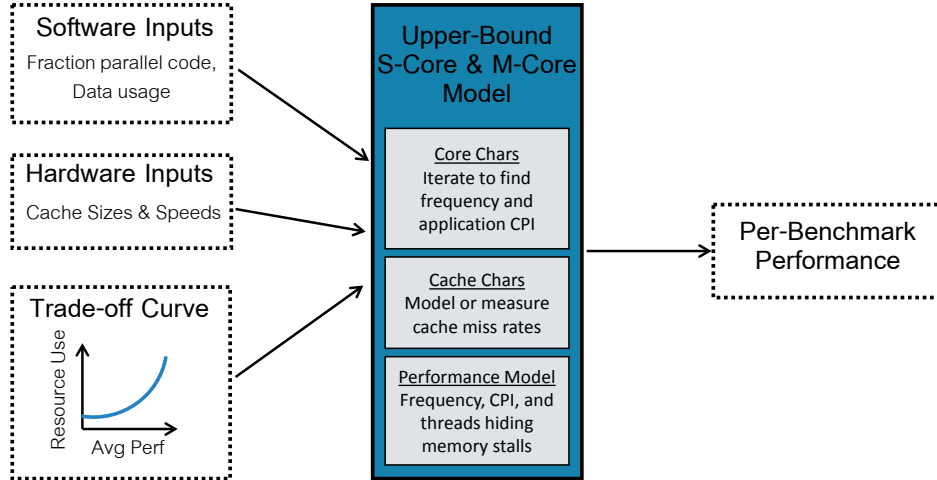 Software Inputs
Fraction parallel code,
Data usage
Hardware Inputs
Cache Sizes & Speeds
Trade-off Curve
Resource Use
Avg Perf
Upper-Bound
S-Core & M-Core
Model
Core Chars
Iterate to find
frequency and
application CPI
Cache Chars
Model or measure
cache miss rates
Performance Model
Frequency, CPI, and
threads hiding
memory stalls
Per-Benchmark
Performance